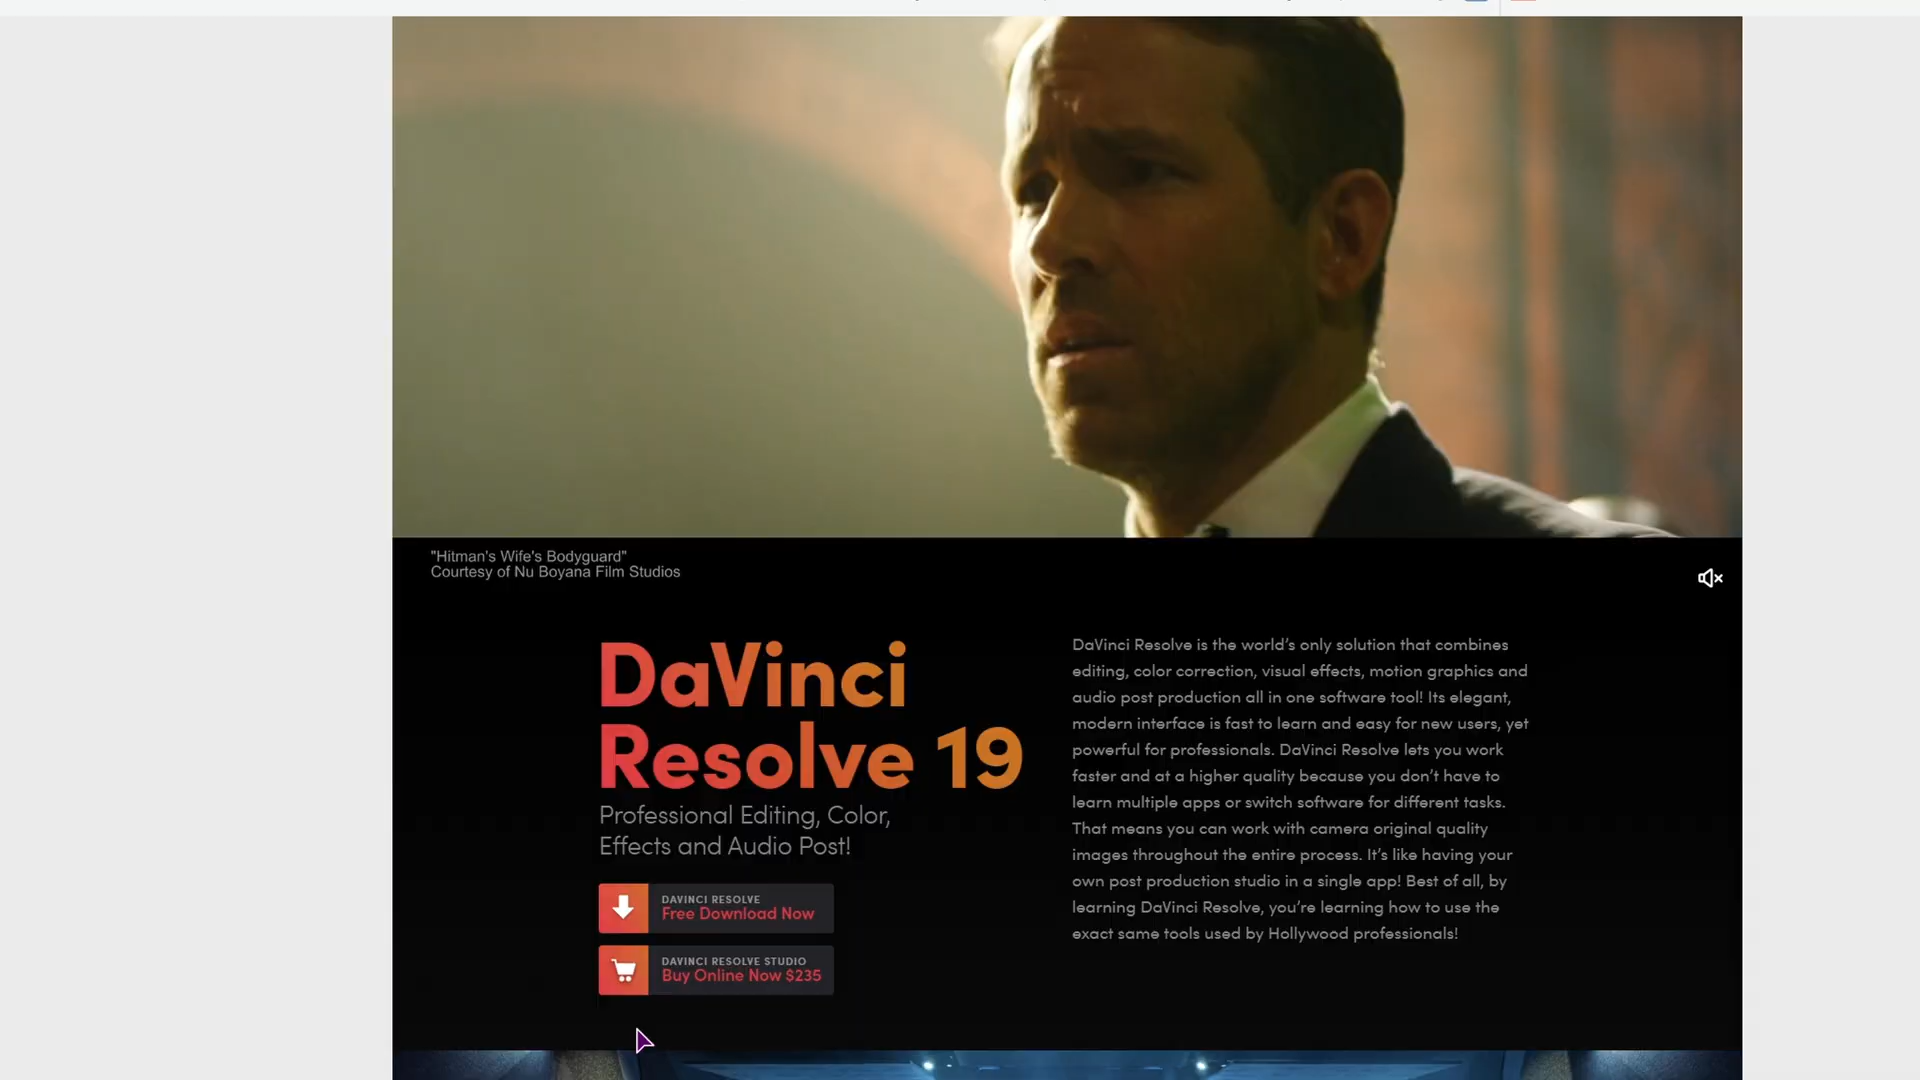 "Hitman's Wife's Bodyguard"
Courtesy of Nu Boyana Film Studios
DaVinci
Resolve 19
Professional Editing, Color,
Effects and Audio Post!
DAVINCI RESOLVE
Free Download Now
DAVINCI RESOLVE STUDIO
Buy Online Now $235
DaVinci Resolve is the world’s only solution that combines
editing, color correction, visual effects, motion graphics and
audio post production all in one software tool! Its elegant,
modern interface is fast to learn and easy for new users, yet
powerful for professionals. DaVinci Resolve lets you work
faster and at a higher quality because you don’t have to
learn multiple apps or switch software for different tasks.
That means you can work with camera original quality
images throughout the entire process. It’s like having your
own post production studio in a single app! Best of all, by
learning DaVinci Resolve, you’re learning how to use the
exact same tools used by Hollywood professionals!